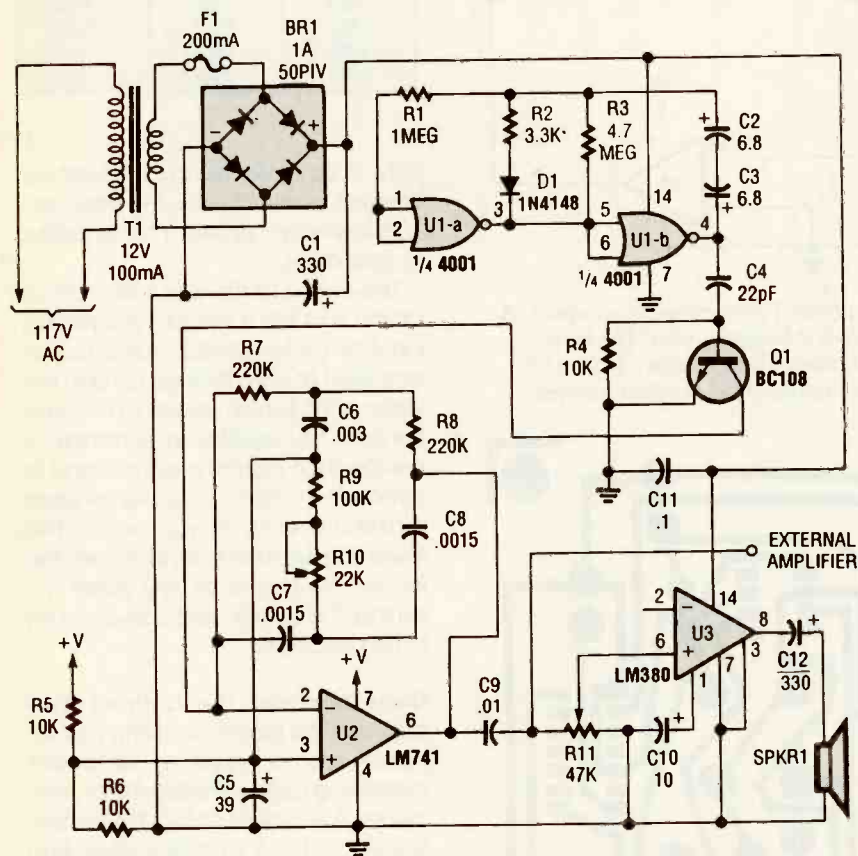 F1
200mA
BR1
1A
50PIV
−
+
T1
12V
100mA
117V
AC
C1
330
+
R1
1MEG
R2
3.3K
R3
4.7
MEG
+
C2
6.8
C3
6.8
+
D1
1N4148
1
2
U1-a
3
1/4 4001
5
6
U1-b
14
4
7
1/4 4001
C4
22pF
R4
10K
Q1
BC108
R7
220K
C6
.003
R8
220K
R9
100K
C8
.0015
R10
22K
C7
.0015
C11
.1
EXTERNAL
AMPLIFIER
+V
R5
10K
R6
10K
+V
2
−
7
U2
6
3
+
4
LM741
C5
39
+
C9
.01
R11
47K
2
−
14
U3
8
6
+
3
7
1
LM380
C10
10
+
C12
330
+
SPKR1